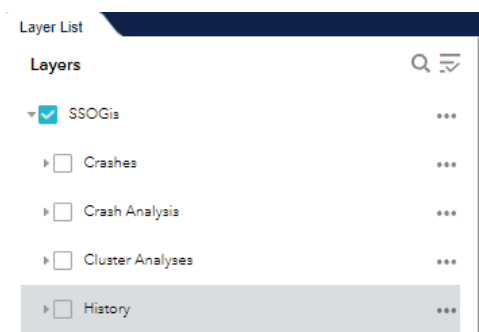 Layer List
Layers
SSOGis
Crashes
Crash Analysis
Cluster Analyses
History